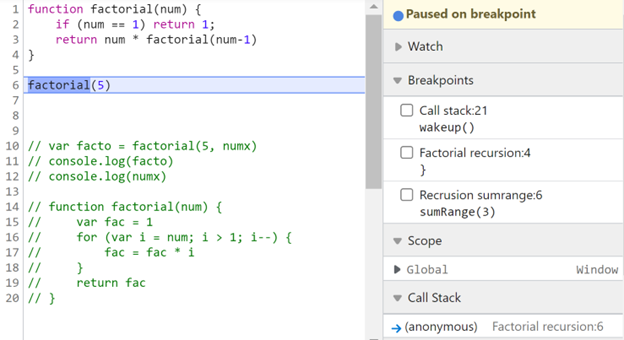 1 function factorial(num) {
2     if (num == 1) return 1;
3     return num * factorial(num-1)
4 }
5
6 factorial(5)
7
8
9
10 // var facto = factorial(5, numx)
11 // console.log(facto)
12 // console.log(numx)
13
14 // function factorial(num) {
15 //     var fac = 1
16 //     for (var i = num; i > 1; i--) {
17 //         fac = fac * i
18 //     }
19 //     return fac
20 // }
Paused on breakpoint
Watch
Breakpoints
Call stack:21
wakeup()
Factorial recursion:4
}
Recrusion sumrange:6
sumRange(3)
Scope
Global Window
Call Stack
(anonymous) Factorial recursion:6